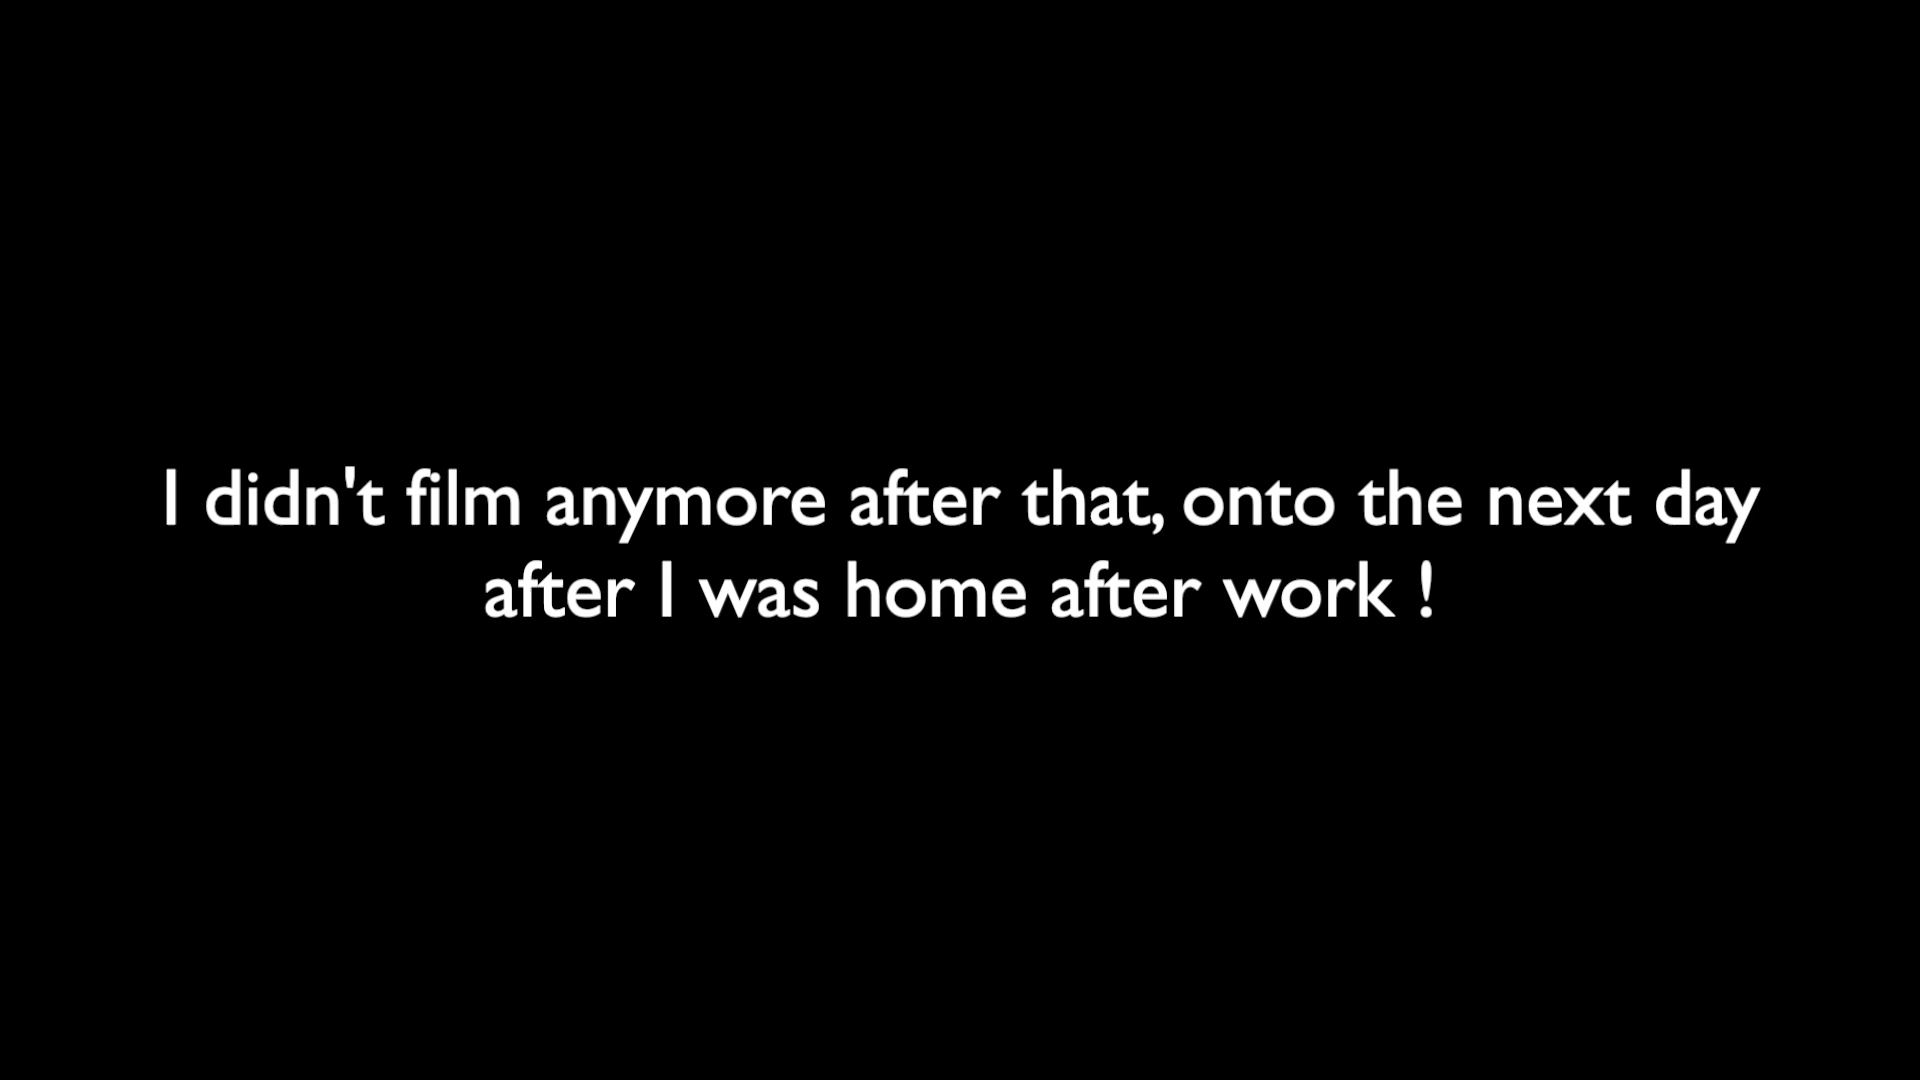 I didn't film anymore after that, onto the next day
after I was home after work !